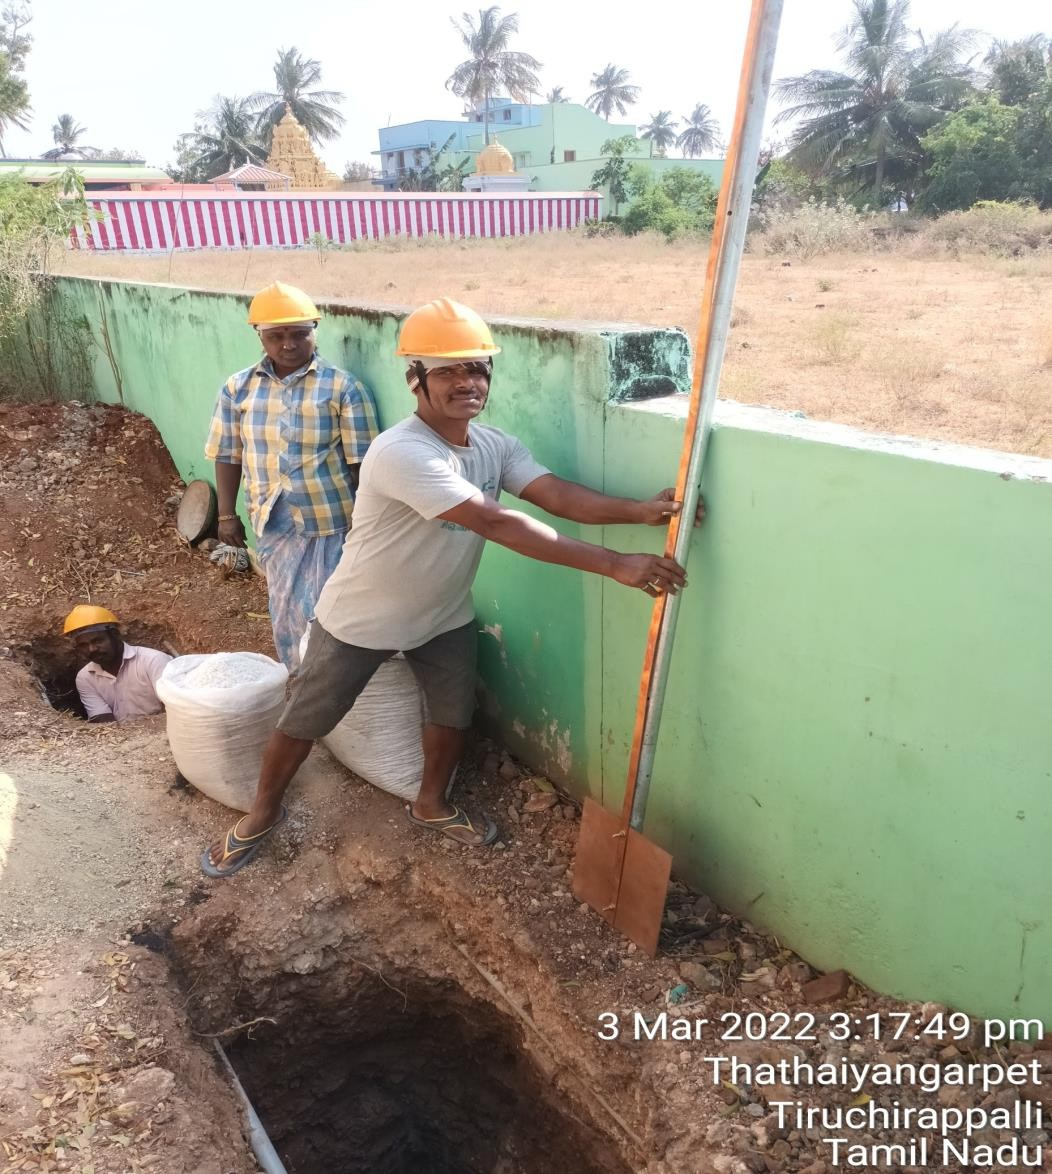 3 Mar 2022 3:17:49 pm
Thathaiyangarpet
Tiruchirappalli
Tamil Nadu